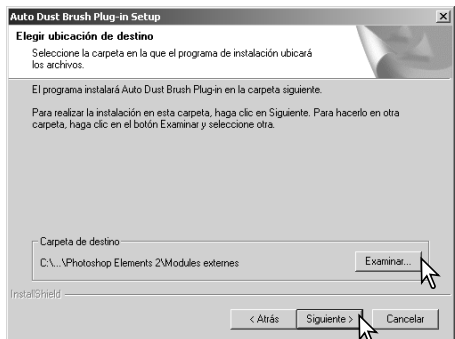 Auto Dust Brush Plug-in Setup
Elegir ubicación de destino
Seleccione la carpeta en la que el programa de instalación ubicará
los archivos.
El programa instalará Auto Dust Brush Plug-in en la carpeta siguiente.
Para realizar la instalación en esta carpeta, haga clic en Siguiente. Para hacerlo en otra
carpeta, haga clic en el botón Examinar y seleccione otra.
Carpeta de destino
C:\...\Photoshop Elements 2\Modules externes
Examinar...
InstallShield
< Atrás
Siguiente >
Cancelar